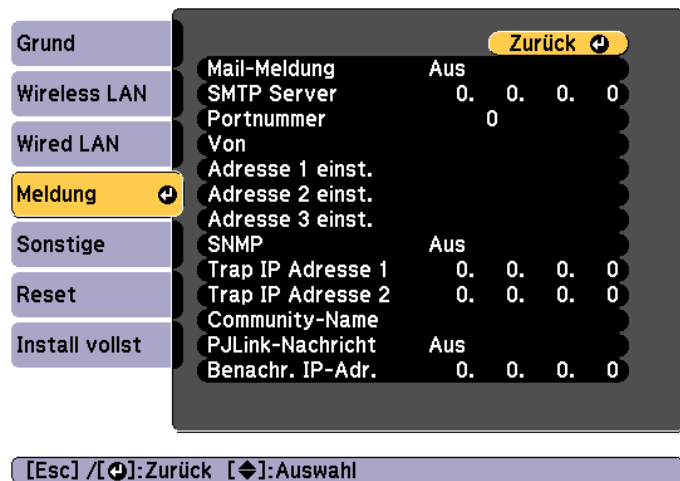 Grund
Wireless LAN
Wired LAN
Meldung
Sonstige
Reset
Install vollst
Zurück
Mail-Meldung Aus
SMTP Server 0. 0. 0. 0
Portnummer 0
Von
Adresse 1 einst.
Adresse 2 einst.
Adresse 3 einst.
SNMP Aus
Trap IP Adresse 1 0. 0. 0. 0
Trap IP Adresse 2 0. 0. 0. 0
Community-Name
PJLink-Nachricht Aus
Benachr. IP-Adr. 0. 0. 0. 0
[Esc] /[⏎]:Zurück [◆]:Auswahl